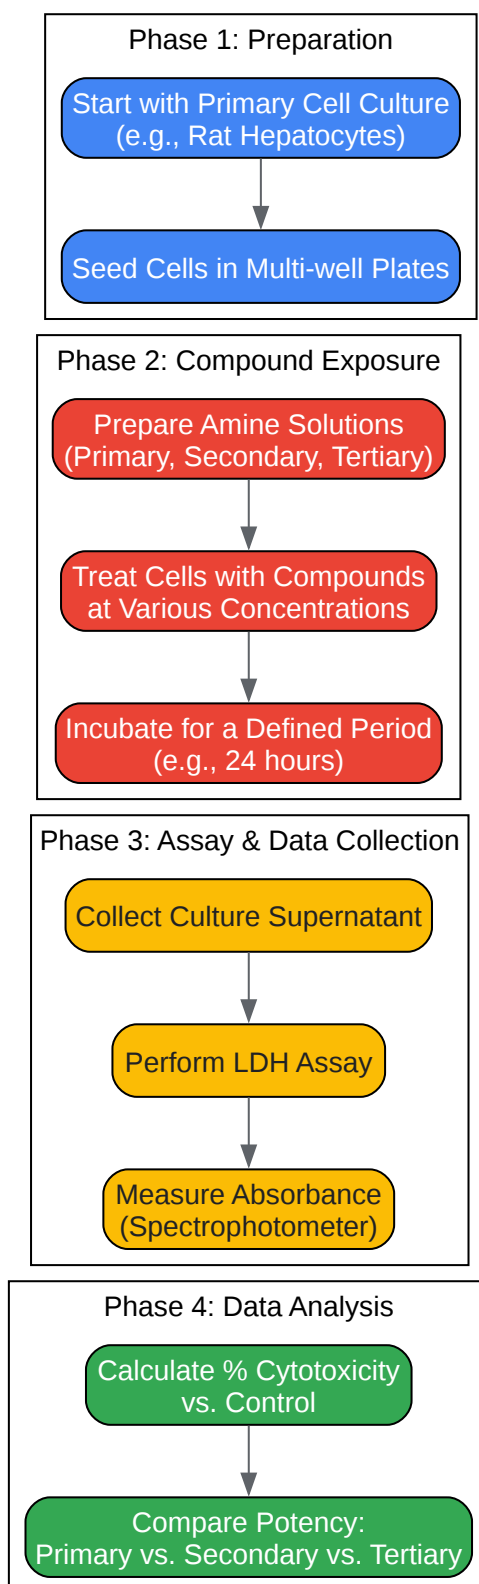 Phase 1: Preparation
Start with Primary Cell Culture
(e.g., Rat Hepatocytes)
Seed Cells in Multi-well Plates
Phase 2: Compound Exposure
Prepare Amine Solutions
(Primary, Secondary, Tertiary)
Treat Cells with Compounds
at Various Concentrations
Incubate for a Defined Period
(e.g., 24 hours)
Phase 3: Assay & Data Collection
Collect Culture Supernatant
Perform LDH Assay
Measure Absorbance
(Spectrophotometer)
Phase 4: Data Analysis
Calculate % Cytotoxicity
vs. Control
Compare Potency:
Primary vs. Secondary vs. Tertiary